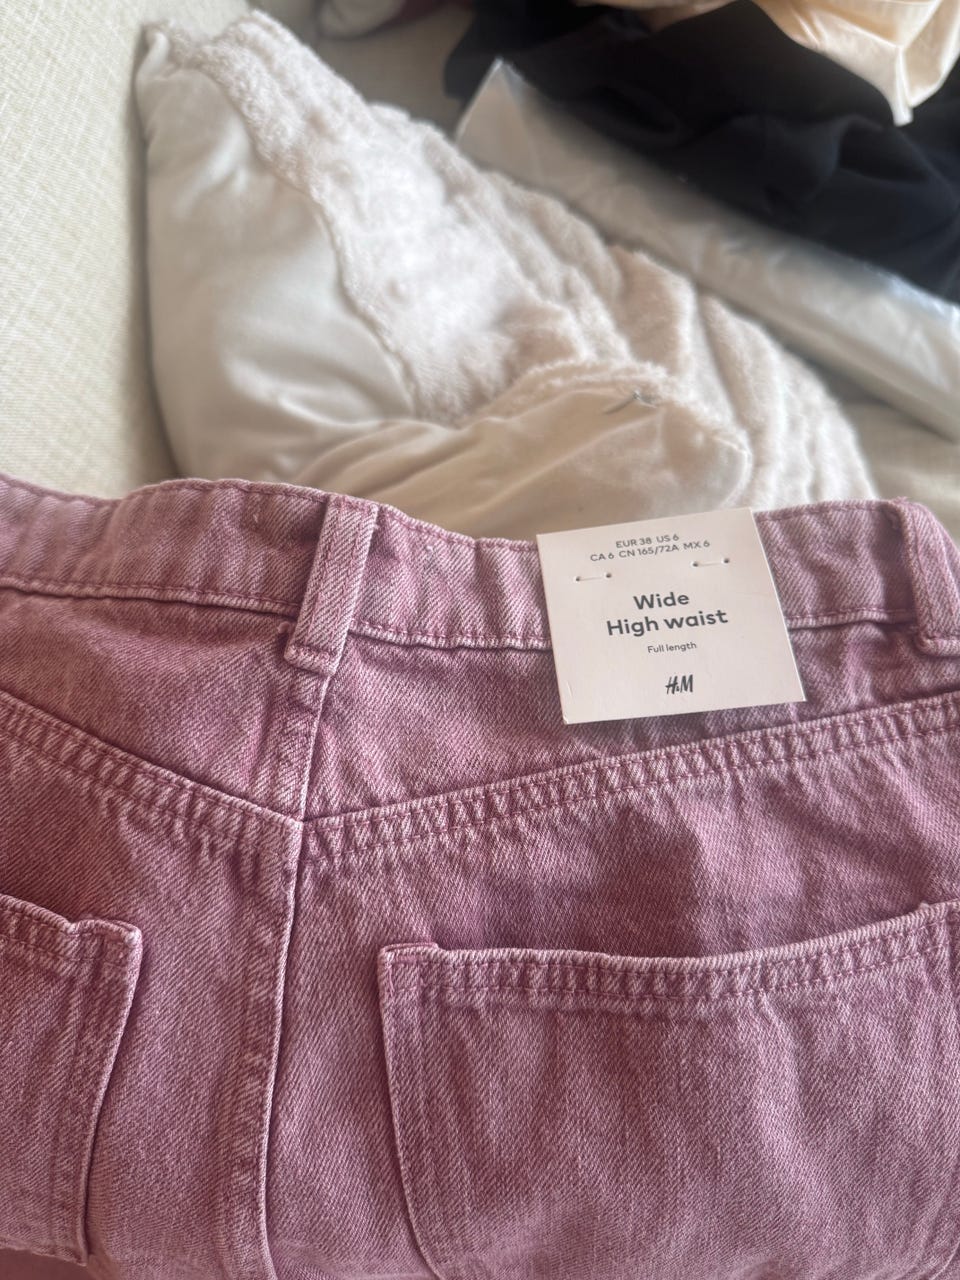 EUR 38 US 6
CA 6 CN 165/72A MX 6
Wide
High waist
Full length
H&M